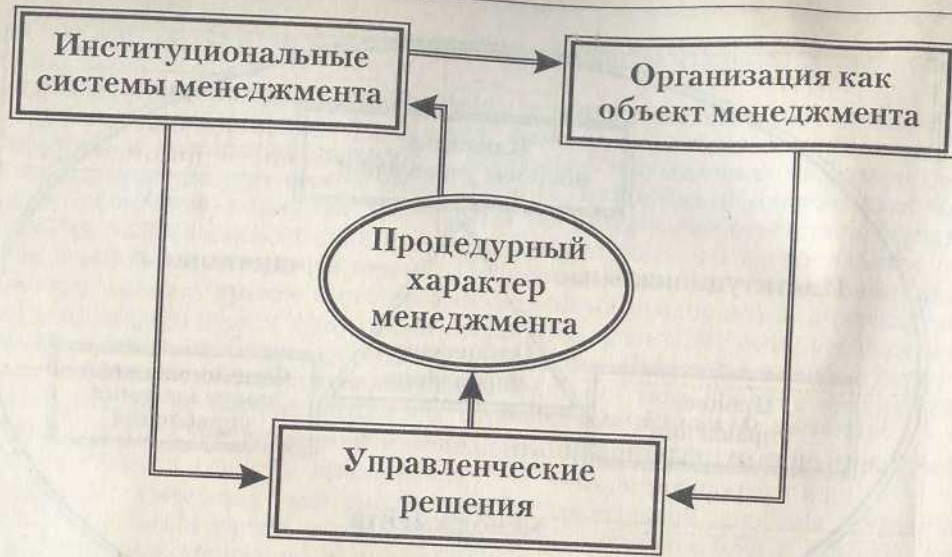 Институциональные
системы менеджмента
Организация как
объект менеджмента
Процедурный
характер
менеджмента
Управленческие
решения